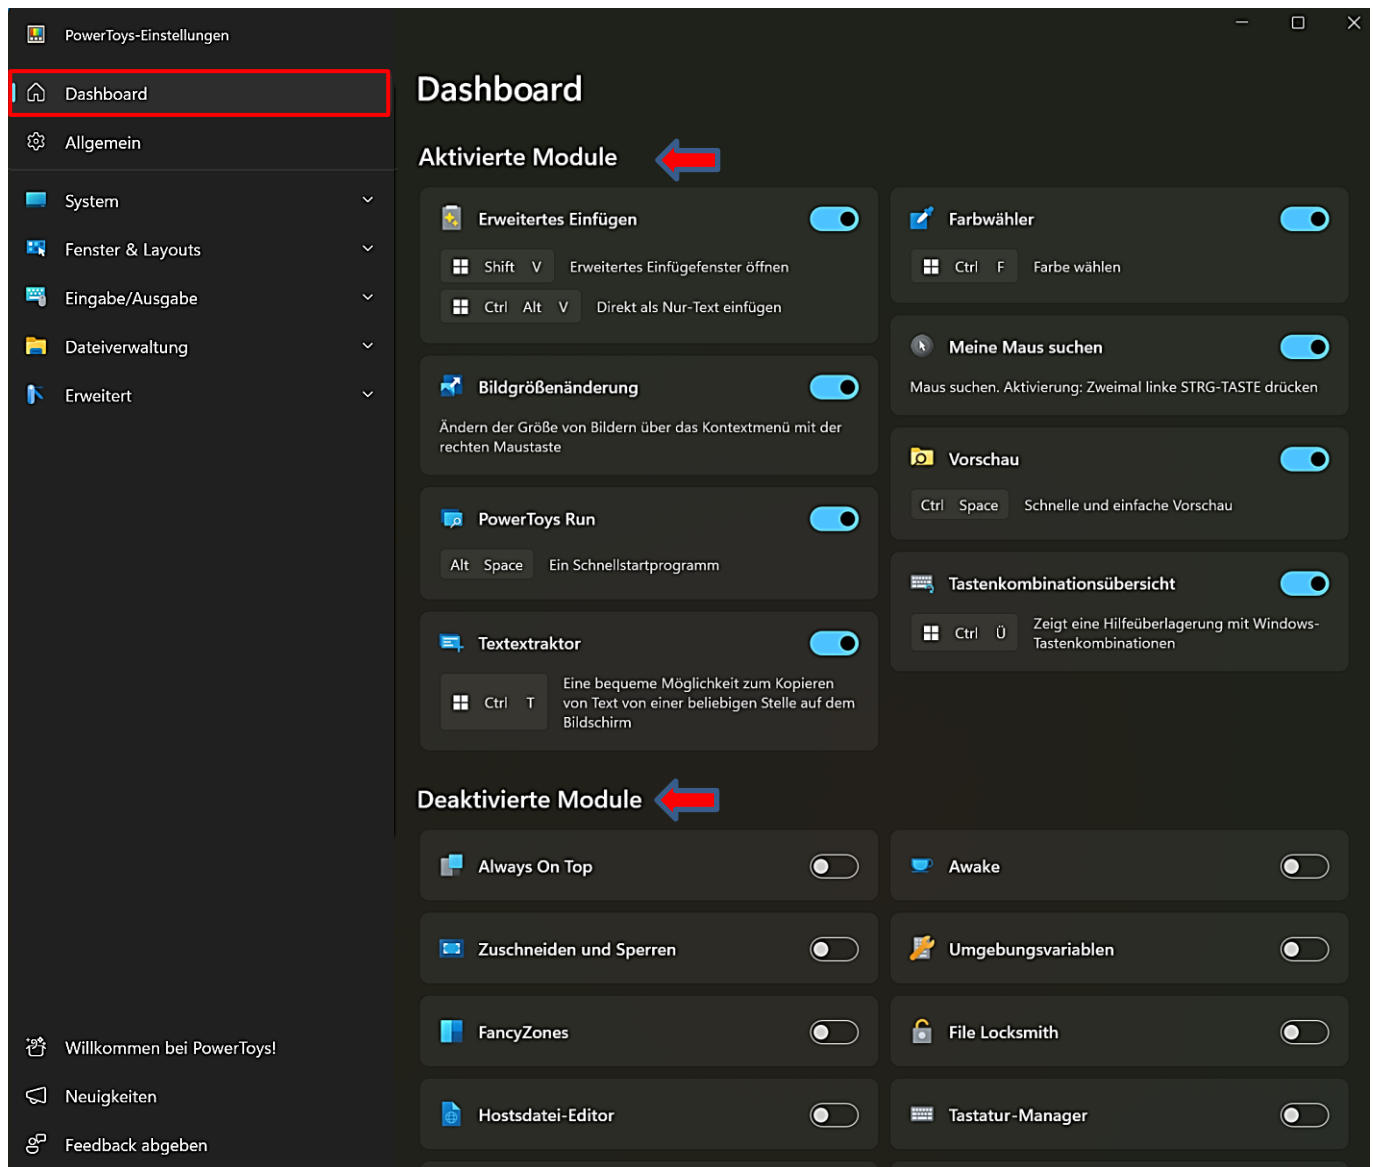 PowerToys-Einstellungen
Dashboard
Allgemein
System
Fenster & Layouts
Eingabe/Ausgabe
Dateiverwaltung
Erweitert
Willkommen bei PowerToys!
Neuigkeiten
Feedback abgeben
Dashboard
Aktivierte Module
Erweitertes Einfügen
Shift V Erweitertes Einfügefenster öffnen
Ctrl Alt V Direkt als Nur-Text einfügen
Bildgrößenänderung
Ändern der Größe von Bildern über das Kontextmenü mit der
rechten Maustaste
PowerToys Run
Alt Space Ein Schnellstartprogramm
Textextraktor
Ctrl T
Eine bequeme Möglichkeit zum Kopieren
von Text von einer beliebigen Stelle auf dem
Bildschirm
Farbwähler
Ctrl F Farbe wählen
Meine Maus suchen
Maus suchen. Aktivierung: Zweimal linke STRG-TASTE drücken
Vorschau
Ctrl Space Schnelle und einfache Vorschau
Tastenkombinationsübersicht
Ctrl Ü
Zeigt eine Hilfeüberlagerung mit Windows-
Tastenkombinationen
Deaktivierte Module
Always On Top
Awake
Zuschneiden und Sperren
Umgebungsvariablen
FancyZones
File Locksmith
Hostsdatei-Editor
Tastatur-Manager